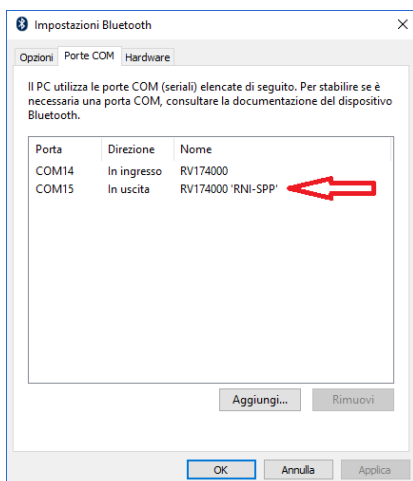 Impostazioni Bluetooth
Opzioni Porte COM Hardware
Il PC utilizza le porte COM (seriali) elencate di seguito. Per stabilire se è
necessaria una porta COM, consultare la documentazione del dispositivo
Bluetooth.
Porta Direzione Nome
COM14 In ingresso RV174000
COM15 In uscita RV174000 'RNI-SPP'
Aggiungi... Rimuovi
OK Annulla Applica